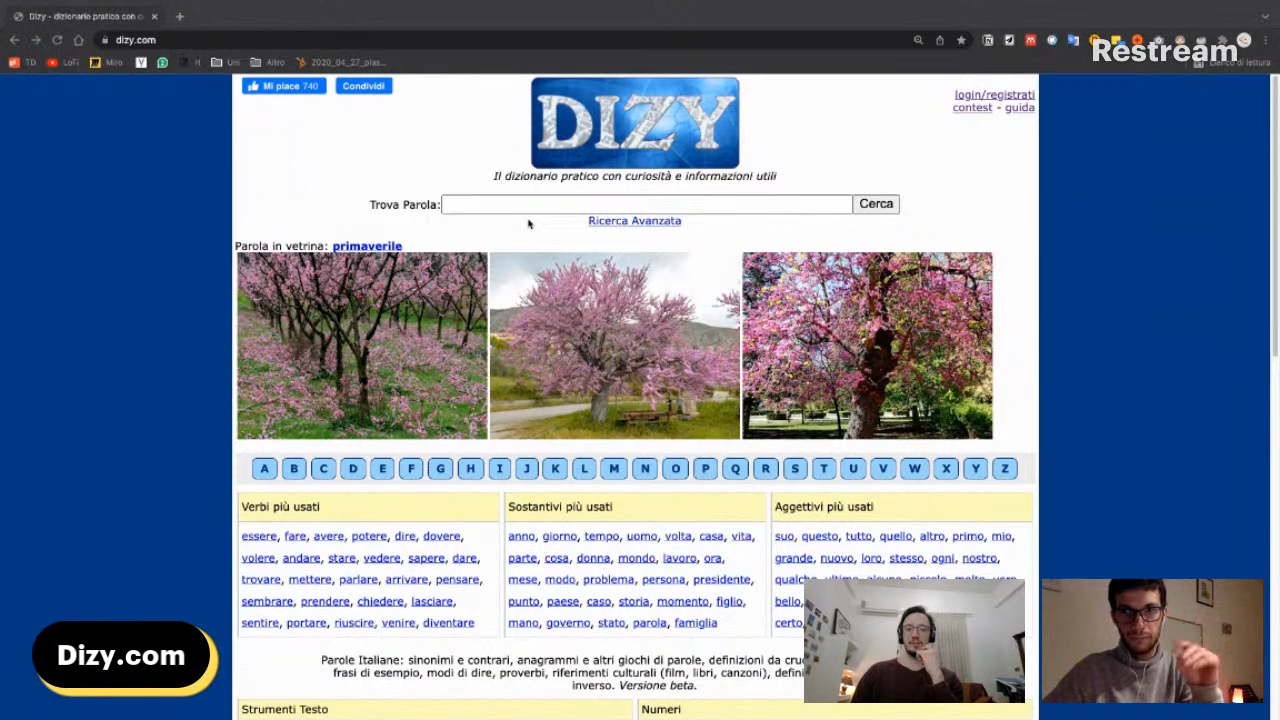 Dizy - dizionario pratico con c
dizy.com
Restream
TD
LoFi
Miro
H
Uni
Altro
2020_04_27_plas...
Elenco di lettura
Mi piace 740
Condividi
DIZY
login/registrati
contest - guida
Il dizionario pratico con curiosità e informazioni utili
Trova Parola:
Cerca
Ricerca Avanzata
Parola in vetrina: primaverile
A B C D E F G H I J K L M N O P Q R S T U V W X Y Z
Verbi più usati
essere, fare, avere, potere, dire, dovere,
volere, andare, stare, vedere, sapere, dare,
trovare, mettere, parlare, arrivare, pensare,
sembrare, prendere, chiedere, lasciare,
sentire, portare, riuscire, venire, diventare
Sostantivi più usati
anno, giorno, tempo, uomo, volta, casa, vita,
parte, cosa, donna, mondo, lavoro, ora,
mese, modo, problema, persona, presidente,
punto, paese, caso, storia, momento, figlio,
mano, governo, stato, parola, famiglia
Aggettivi più usati
suo, questo, tutto, quello, altro, primo, mio,
grande, nuovo, loro, stesso, ogni, nostro,
bello,
certo,
Parole Italiane: sinonimi e contrari, anagrammi e altri giochi di parole, definizioni da cru
frasi di esempio, modi di dire, proverbi, riferimenti culturali (film, libri, canzoni), defini
inverso. Versione beta.
Strumenti Testo
Numeri
Dizy.com